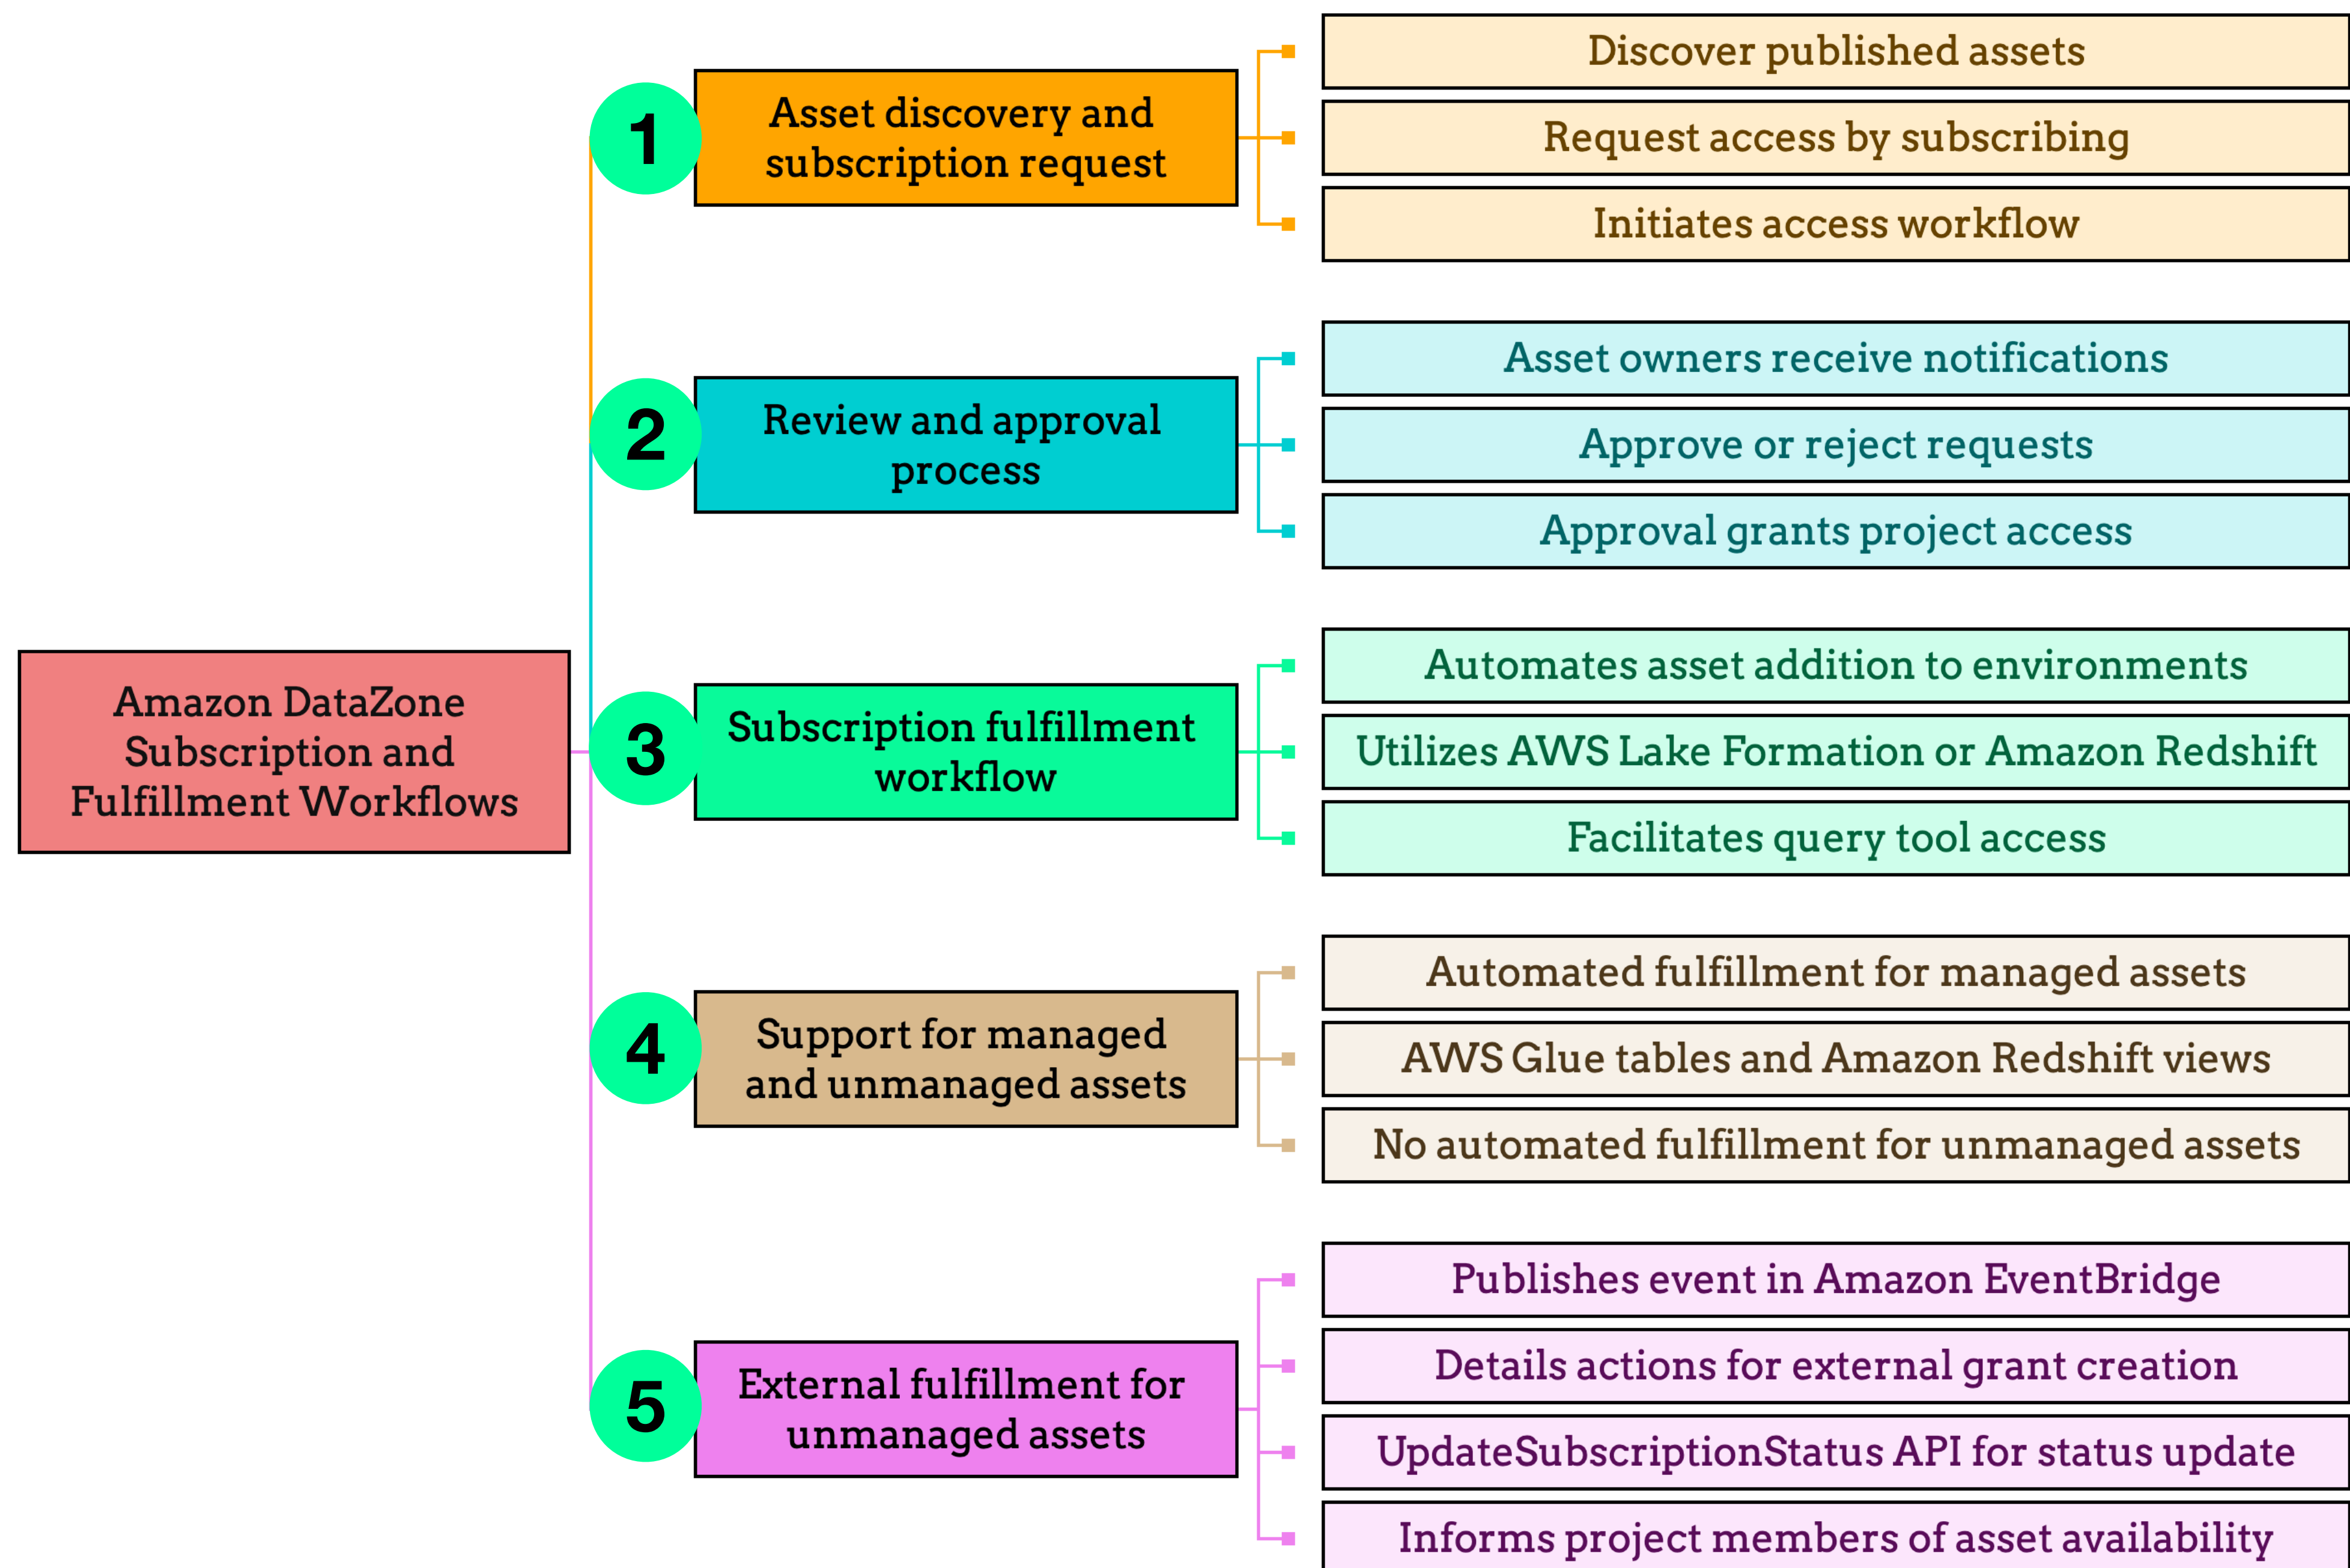 Amazon DataZone
Subscription and
Fulfillment Workflows
1
Asset discovery and
subscription request
Discover published assets
Request access by subscribing
Initiates access workflow
2
Review and approval
process
Asset owners receive notifications
Approve or reject requests
Approval grants project access
3
Subscription fulfillment
workflow
Automates asset addition to environments
Utilizes AWS Lake Formation or Amazon Redshift
Facilitates query tool access
4
Support for managed
and unmanaged assets
Automated fulfillment for managed assets
AWS Glue tables and Amazon Redshift views
No automated fulfillment for unmanaged assets
5
External fulfillment for
unmanaged assets
Publishes event in Amazon EventBridge
Details actions for external grant creation
UpdateSubscriptionStatus API for status update
Informs project members of asset availability